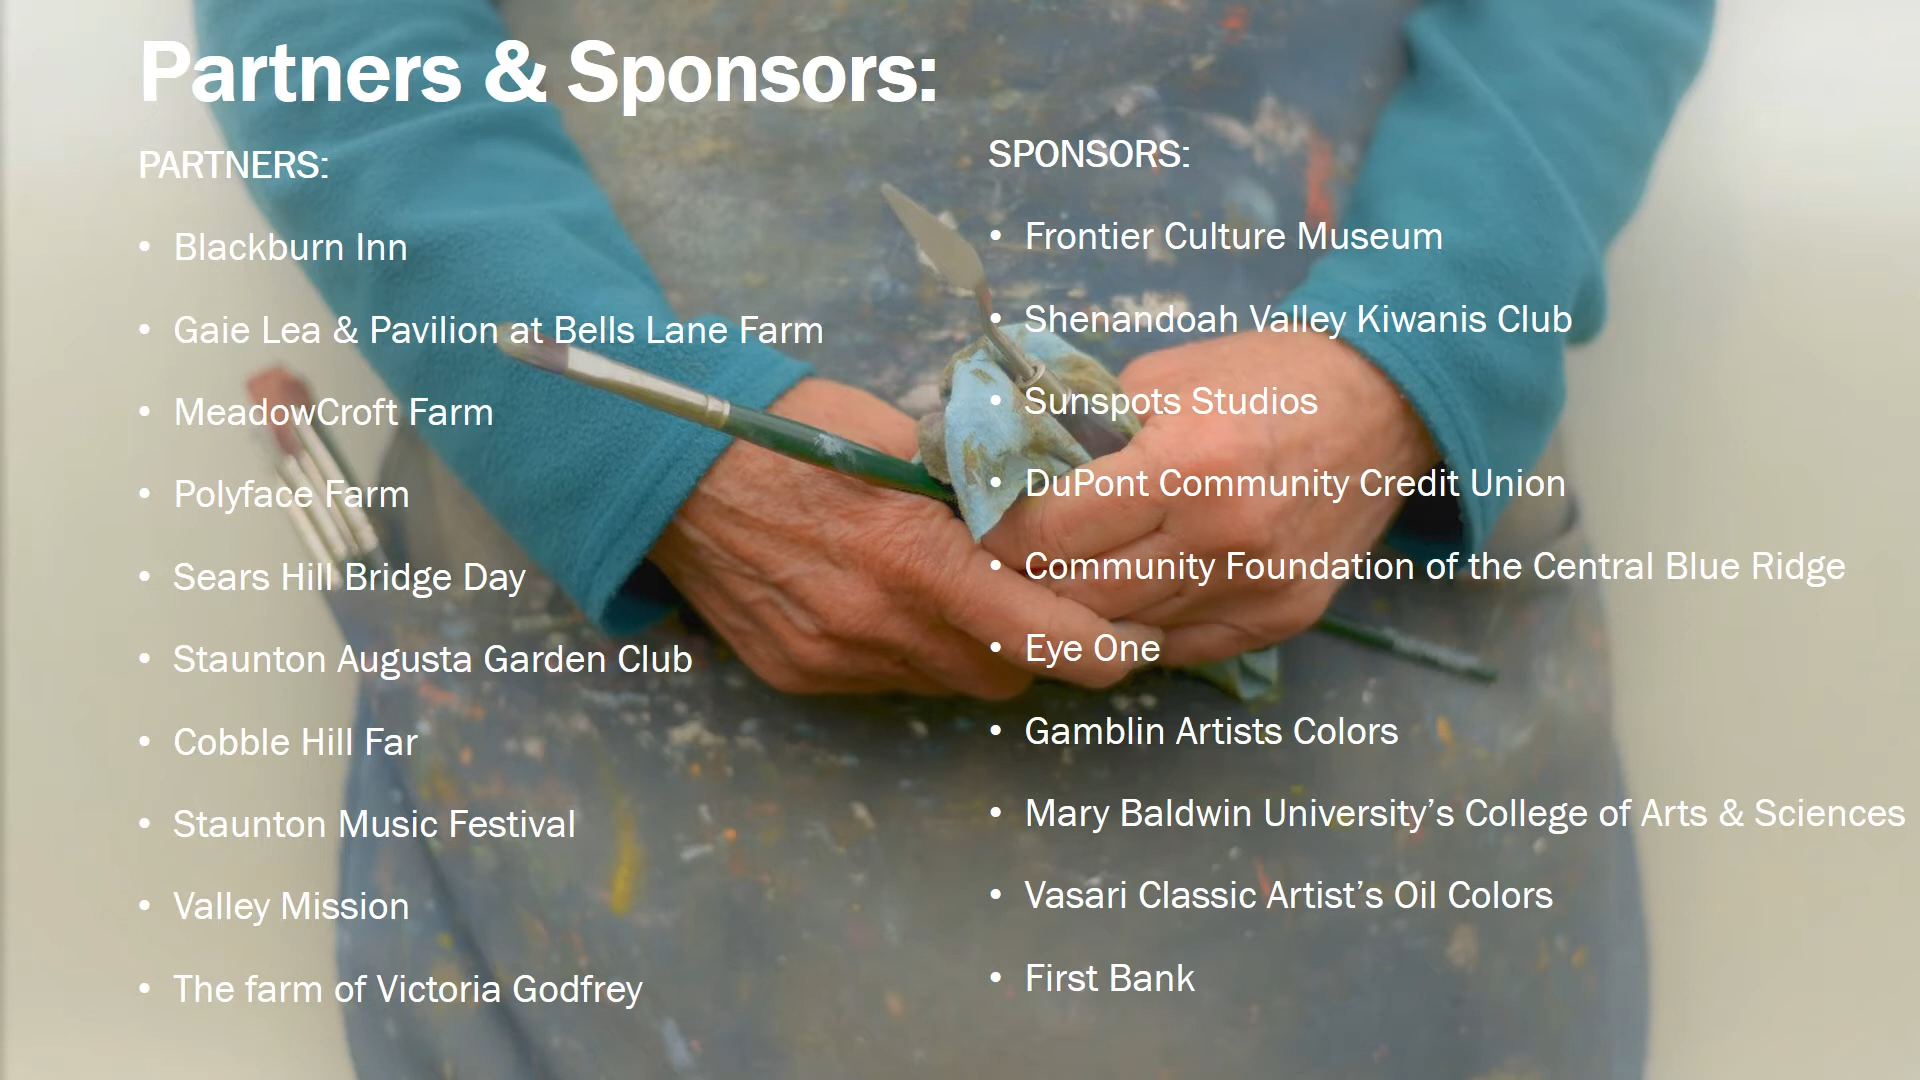 Partners & Sponsors:
PARTNERS:
• Blackburn Inn
• Gaie Lea & Pavilion at Bells Lane Farm
• MeadowCroft Farm
• Polyface Farm
• Sears Hill Bridge Day
• Staunton Augusta Garden Club
• Cobble Hill Far
• Staunton Music Festival
• Valley Mission
• The farm of Victoria Godfrey
SPONSORS:
• Frontier Culture Museum
• Shenandoah Valley Kiwanis Club
• Sunspots Studios
• DuPont Community Credit Union
• Community Foundation of the Central Blue Ridge
• Eye One
• Gamblin Artists Colors
• Mary Baldwin University’s College of Arts & Sciences
• Vasari Classic Artist’s Oil Colors
• First Bank